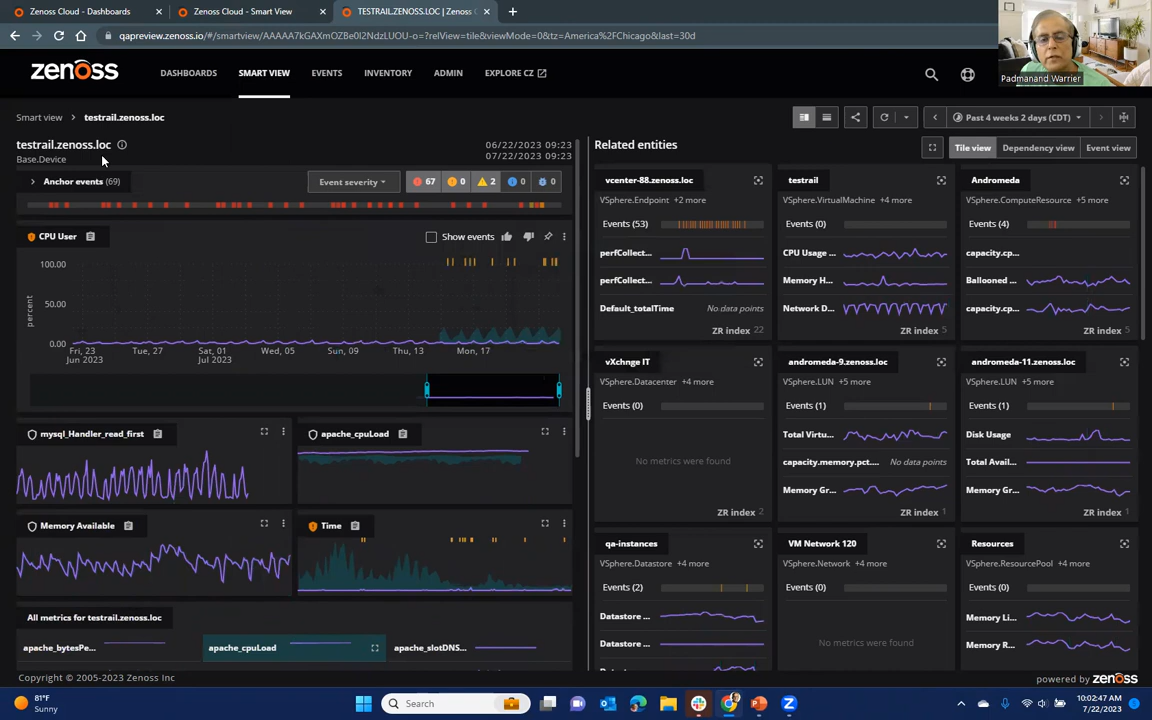 Zenoss Cloud - Dashboards
Zenoss Cloud - Smart View
TESTRAIL.ZENOSS.LOC | Zenoss C
qapreview.zenoss.io/#/smartview/AAAAA7kGAXmOZBe0I2NdzLUOU-o=?relView=tile&viewMode=0&tz=America%2FChicago&last=30d
zenoss
DASHBOARDS
SMART VIEW
EVENTS
INVENTORY
ADMIN
EXPLORE CZ
Padmanand Warrier
Smart view > testrail.zenoss.loc
Past 4 weeks 2 days (CDT)
testrail.zenoss.loc
Base.Device
06/22/2023 09:23
07/22/2023 09:23
Anchor events (69)
Event severity
67
0
2
0
0
CPU User
Show events
100.00
50.00
0.00
percent
Fri, 23
Jun 2023
Tue, 27
Sat, 01
Jul 2023
Wed, 05
Sun, 09
Thu, 13
Mon, 17
mysql_Handler_read_first
apache_cpuLoad
Memory Available
Time
All metrics for testrail.zenoss.loc
apache_bytesPe...
apache_cpuLoad
apache_slotDNS...
Related entities
Tile view
Dependency view
Event view
vcenter-88.zenoss.loc
VSphere.Endpoint +2 more
Events (53)
perfCollect...
perfCollect...
Default_totalTime
No data points
ZR index 22
testrail
VSphere.VirtualMachine +4 more
CPU Usage ...
Memory H...
Network D...
ZR index 5
Andromeda
VSphere.ComputeResource +5 more
Events (4)
capacity.cp...
Ballooned ...
capacity.cp...
ZR index 5
vXchnge IT
VSphere.Datacenter +4 more
Events (0)
No metrics were found
ZR index 2
andromeda-9.zenoss.loc
VSphere.LUN +5 more
Events (1)
Total Virtu...
capacity.memory.pct....
No data points
Memory Gr...
ZR index 1
andromeda-11.zenoss.loc
VSphere.LUN +5 more
Events (1)
Disk Usage
Total Avail...
Memory Gr...
ZR index 1
qa-instances
VSphere.Datastore +4 more
Events (2)
Datastore ...
Datastore ...
VM Network 120
VSphere.Network +4 more
Events (0)
No metrics were found
Resources
VSphere.ResourcePool +4 more
Events (0)
Memory Li...
Memory R...
Copyright © 2005-2023 Zenoss Inc
powered by zenoss
81°F
Sunny
Search
10:02:47 AM
7/22/2023